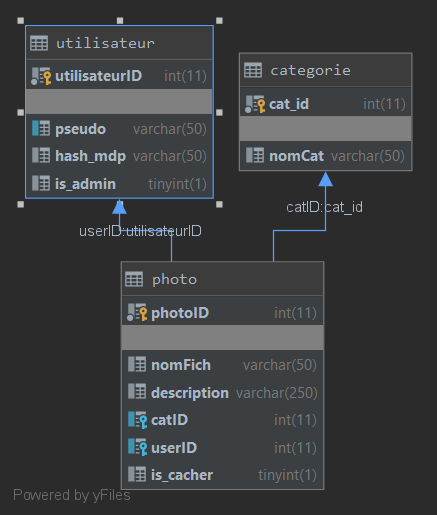 utilisateur
utilisateurID int(11)
pseudo varchar(50)
hash_mdp varchar(50)
is_admin tinyint(1)
categorie
cat_id int(11)
nomCat varchar(50)
userID:utilisateurID
catID:cat_id
photo
photoID int(11)
nomFich varchar(50)
description varchar(250)
catID int(11)
userID int(11)
is_cacher tinyint(1)
Powered by yFiles